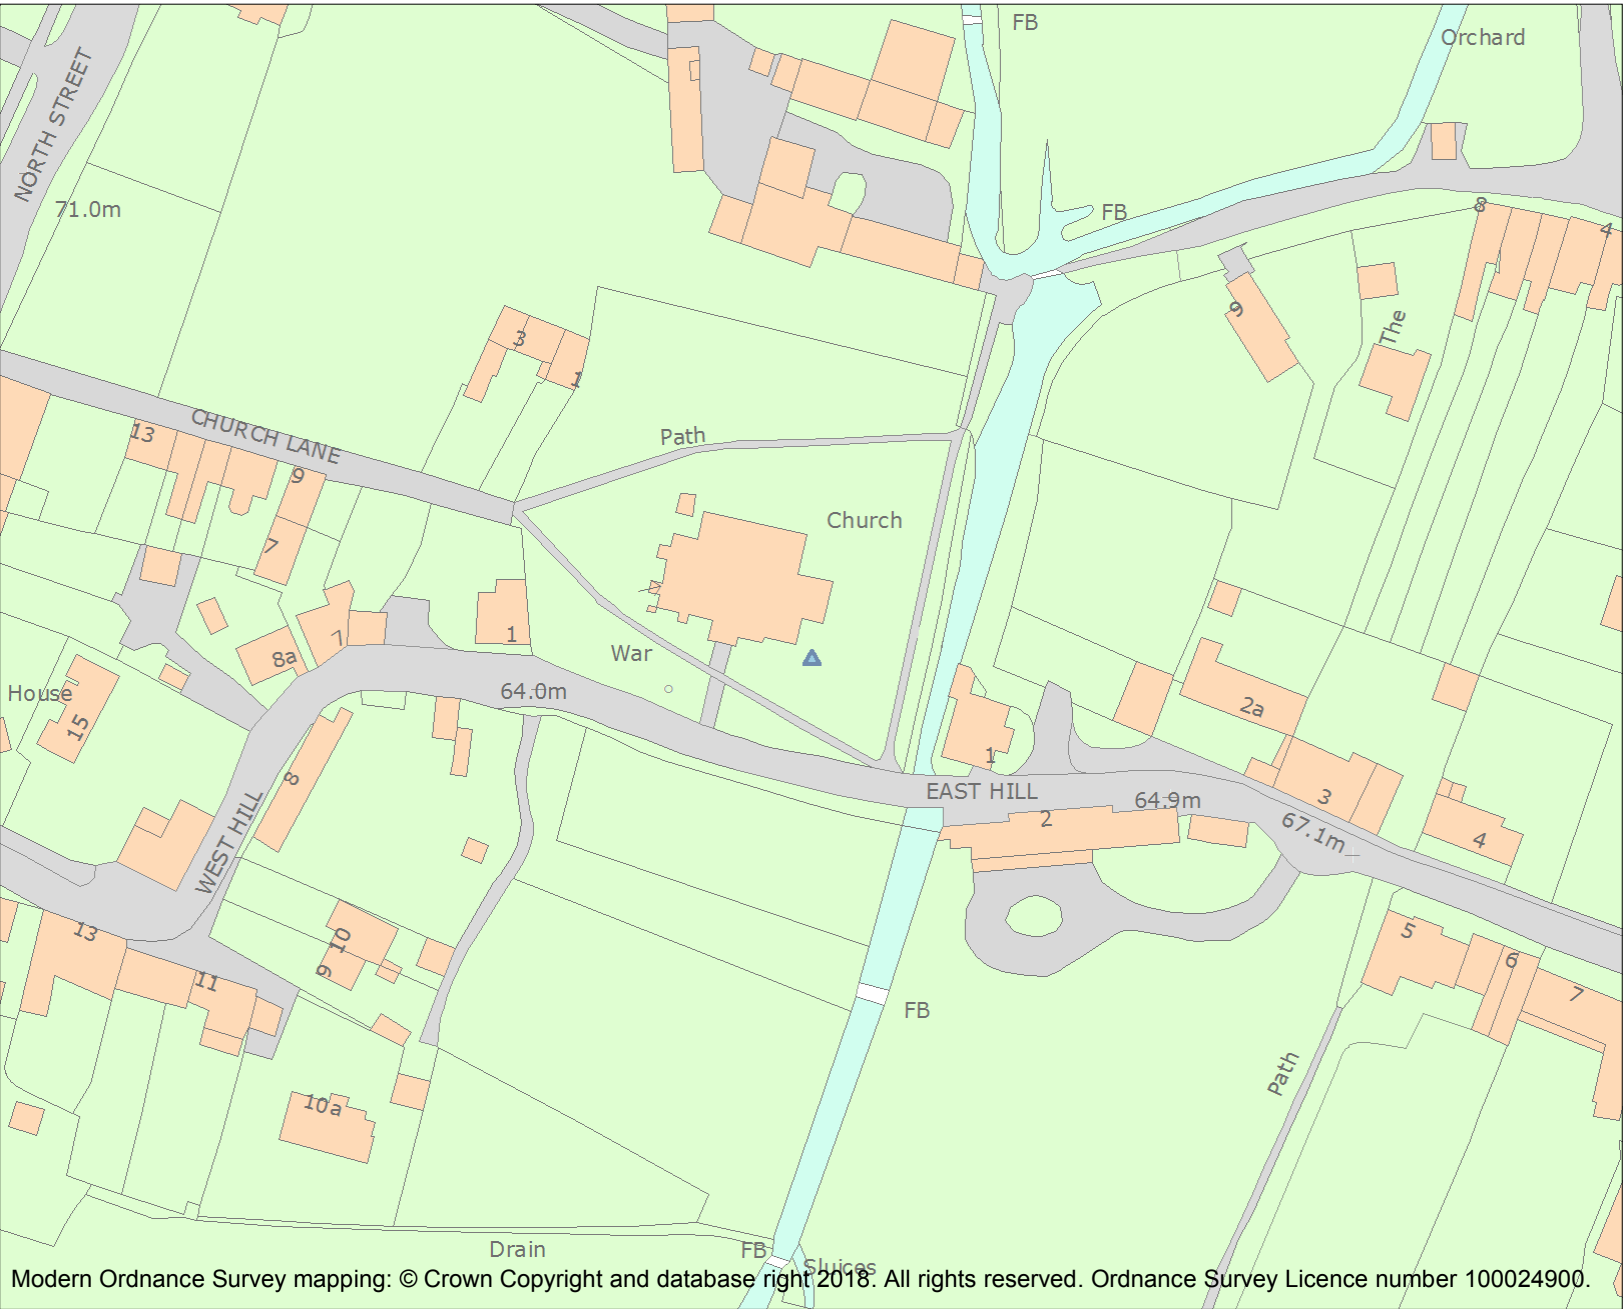 FB
Orchard
NORTH STREET
71.0m
FB
8
4
9
The
3
1
CHURCH LANE
13
Path
9
Church
7
7
1
8a
War
House
15
64.0m
2a
1
8
EAST HILL
64.9m
2
3
67.1m
4
WEST HILL
13
10
9
11
5
6
7
FB
Path
10a
Drain
FB
Sluices
Modern Ordnance Survey mapping: © Crown Copyright and database right 2018. All rights reserved. Ordnance Survey Licence number 100024900.